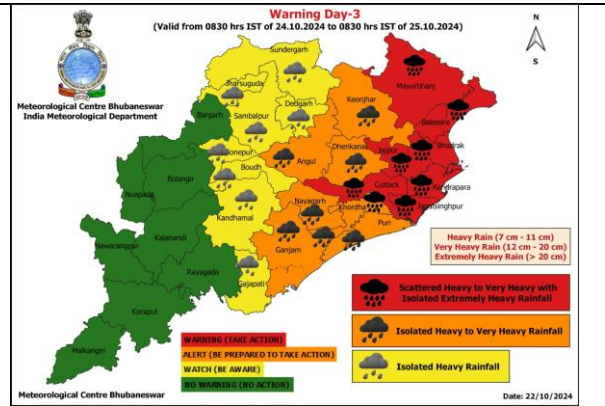 Warning Day-3
(Valid from 0830 hrs IST of 24.10.2024 to 0830 hrs IST of 25.10.2024)
N
S
Meteorological Centre Bhubaneswar
India Meteorological Department
Sundergarh
Jharsuguda
Mayurbhanj
Keonjhar
Deogarh
Bargarh
Sambalpur
Balasore
Bhadrak
Sonepur
Dhenkanal
Jajpur
Angul
Boudh
Bolangir
Cuttack
Kendrapara
Nuapada
Nayagarh
Khordha
Jagatsinghpur
Kandhamal
Puri
Kalahandi
Nawarangpur
Ganjam
Rayagada
Gajapati
Koraput
Malkangiri
Heavy Rain (7 cm - 11 cm)
Very Heavy Rain (12 cm - 20 cm)
Extremely Heavy Rain (> 20 cm)
Scattered Heavy to Very Heavy with
Isolated Extremely Heavy Rainfall
Isolated Heavy to Very Heavy Rainfall
Isolated Heavy Rainfall
WARNING (TAKE ACTION)
ALERT (BE PREPARED TO TAKE ACTION)
WATCH (BE AWARE)
NO WARNING (NO ACTION)
Meteorological Centre Bhubaneswar
Date: 22/10/2024